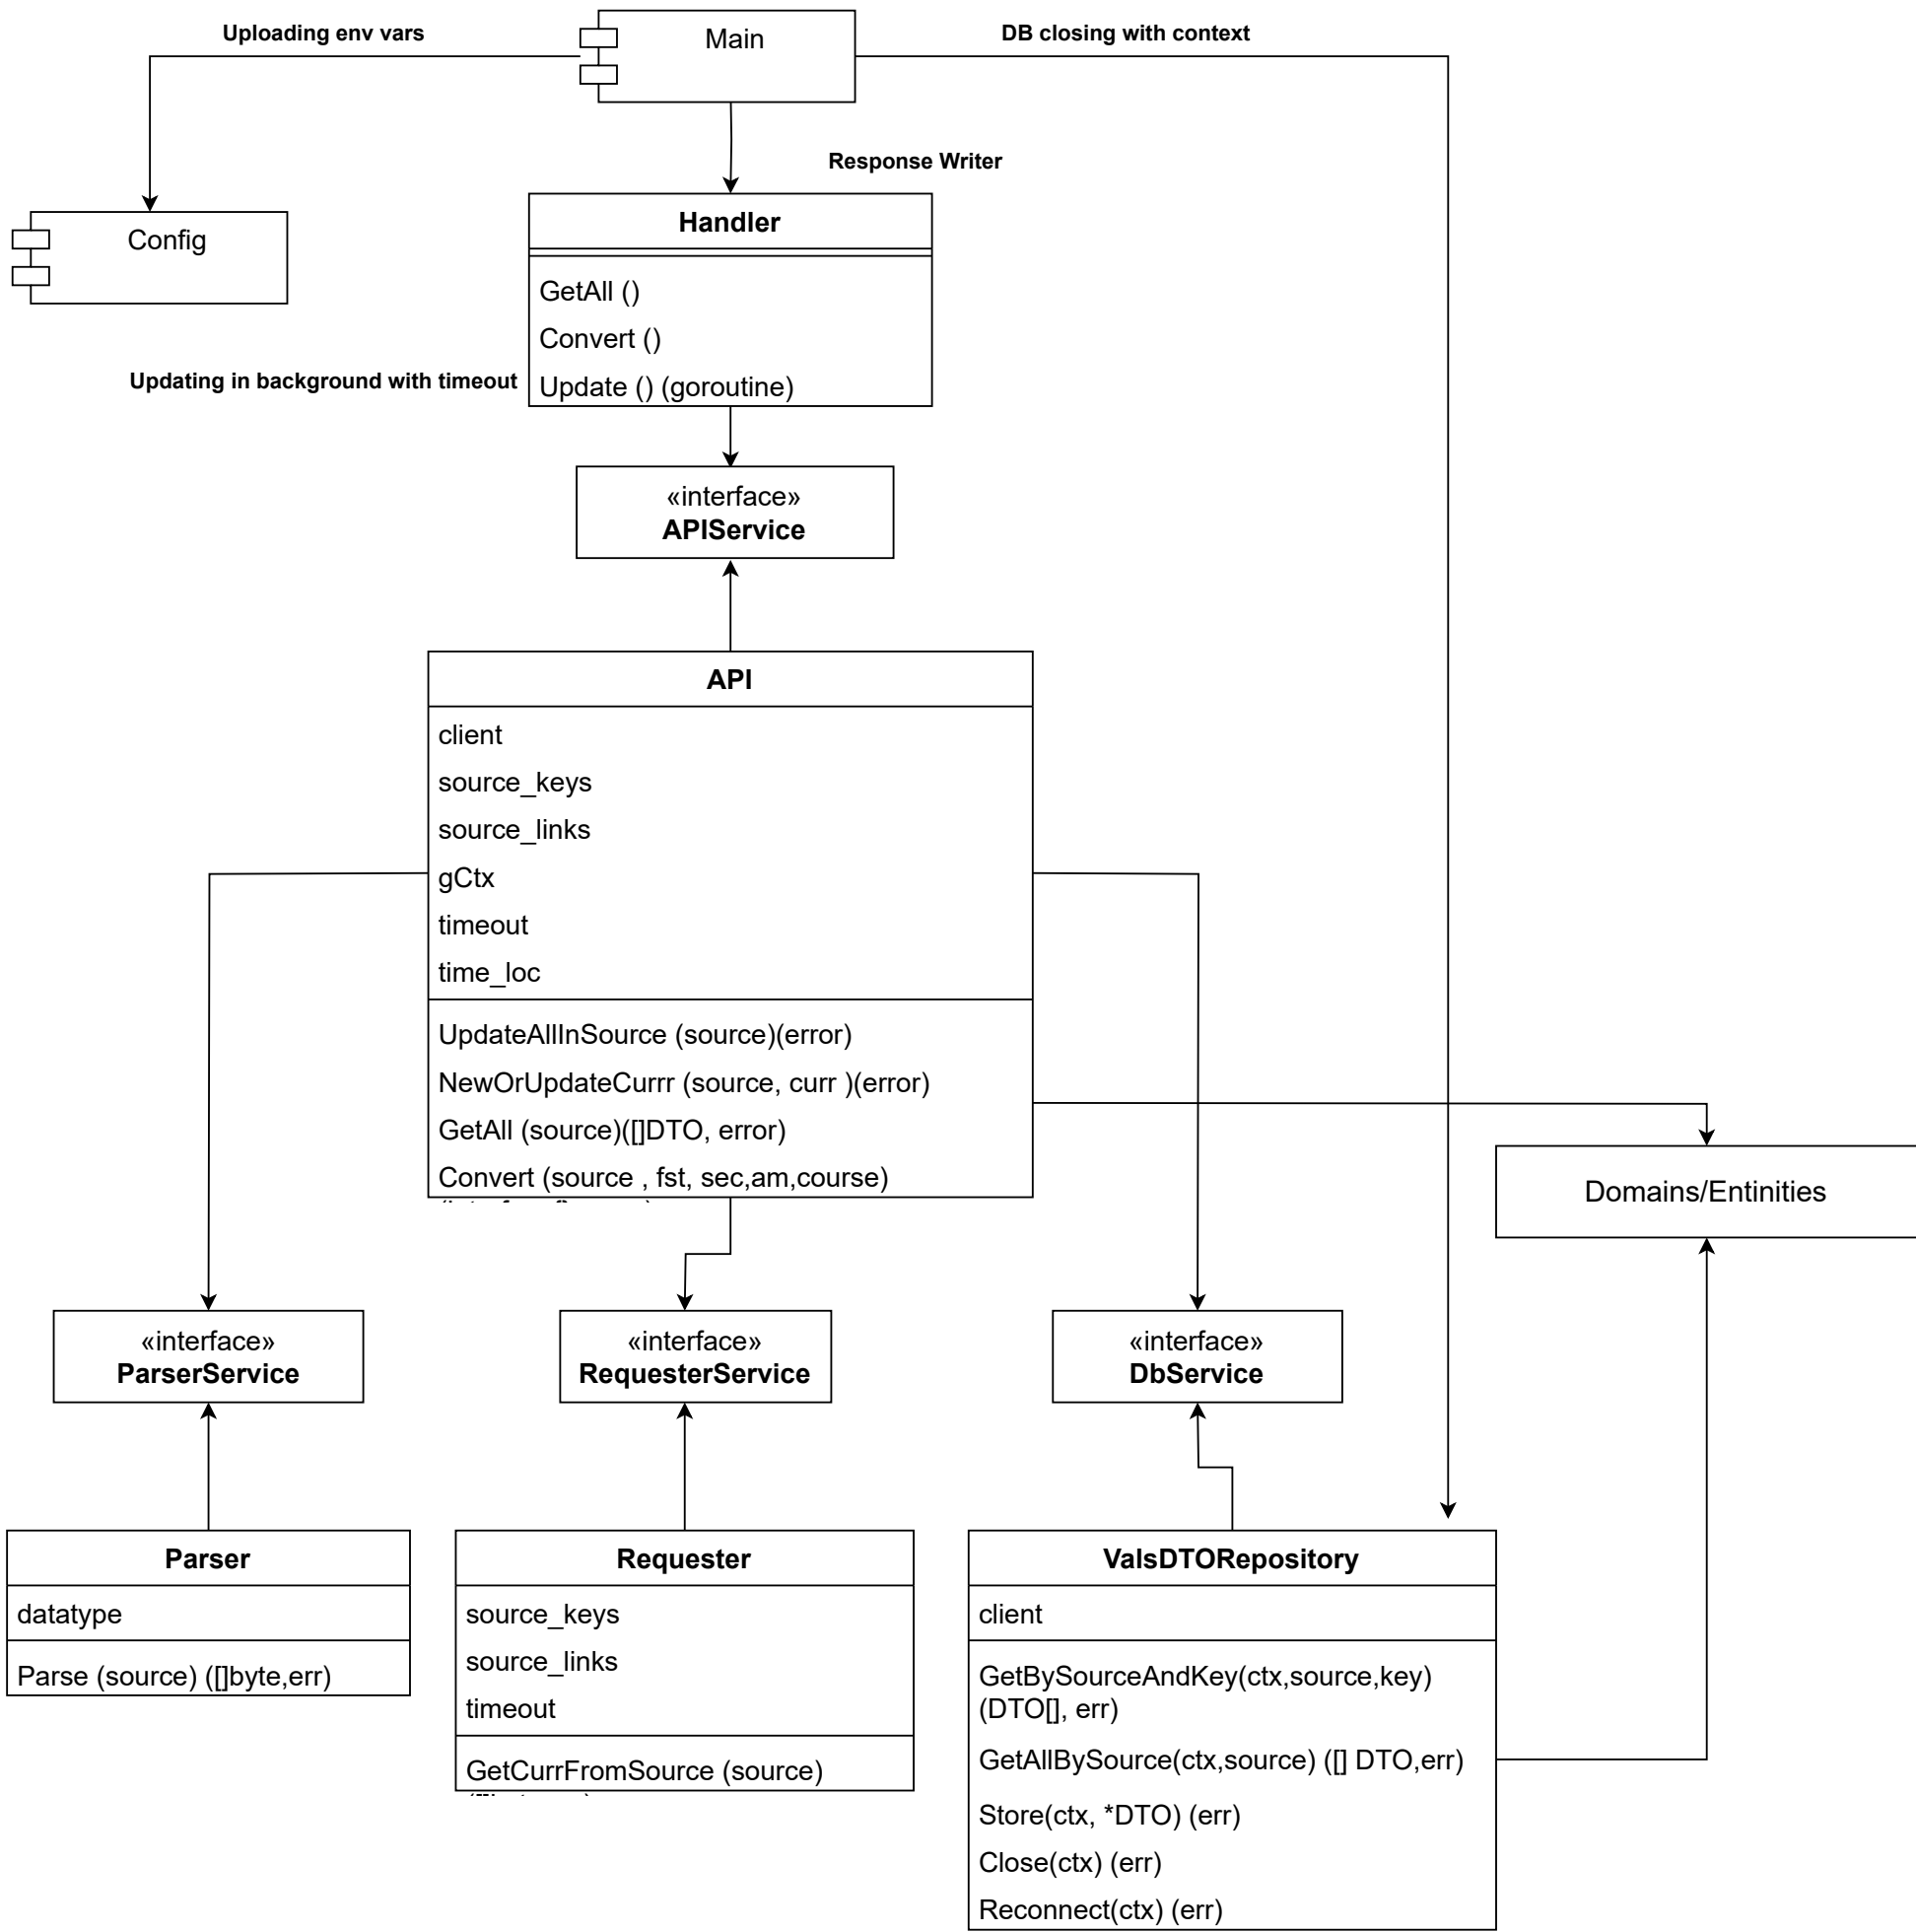 Uploading env vars
Main
DB closing with context
Response Writer
Config
Handler
GetAll ()
Convert ()
Update () (goroutine)
Updating in background with timeout
«interface»
APIService
API
client
source_keys
source_links
gCtx
timeout
time_loc
UpdateAllInSource (source)(error)
NewOrUpdateCurrr (source, curr )(error)
GetAll (source)([]DTO, error)
Convert (source , fst, sec,am,course)
Domains/Entinities
«interface»
ParserService
«interface»
RequesterService
«interface»
DbService
Parser
datatype
Parse (source) ([]byte,err)
Requester
source_keys
source_links
timeout
GetCurrFromSource (source)
ValsDTORepository
client
GetBySourceAndKey(ctx,source,key)
(DTO[], err)
GetAllBySource(ctx,source) ([] DTO,err)
Store(ctx, *DTO) (err)
Close(ctx) (err)
Reconnect(ctx) (err)